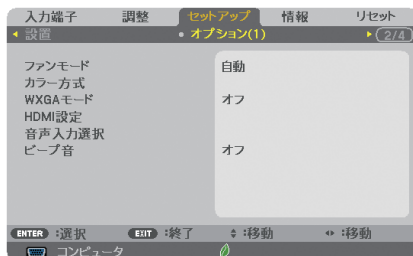 入力端子 調整 セットアップ 情報 リセット
設置 オプション(1) 2/4
ファンモード 自動
カラー方式
WXGAモード オフ
HDMI設定
音声入力選択
ビープ音 オフ
ENTER :選択 EXIT :終了 :移動 :移動
コンピュータ